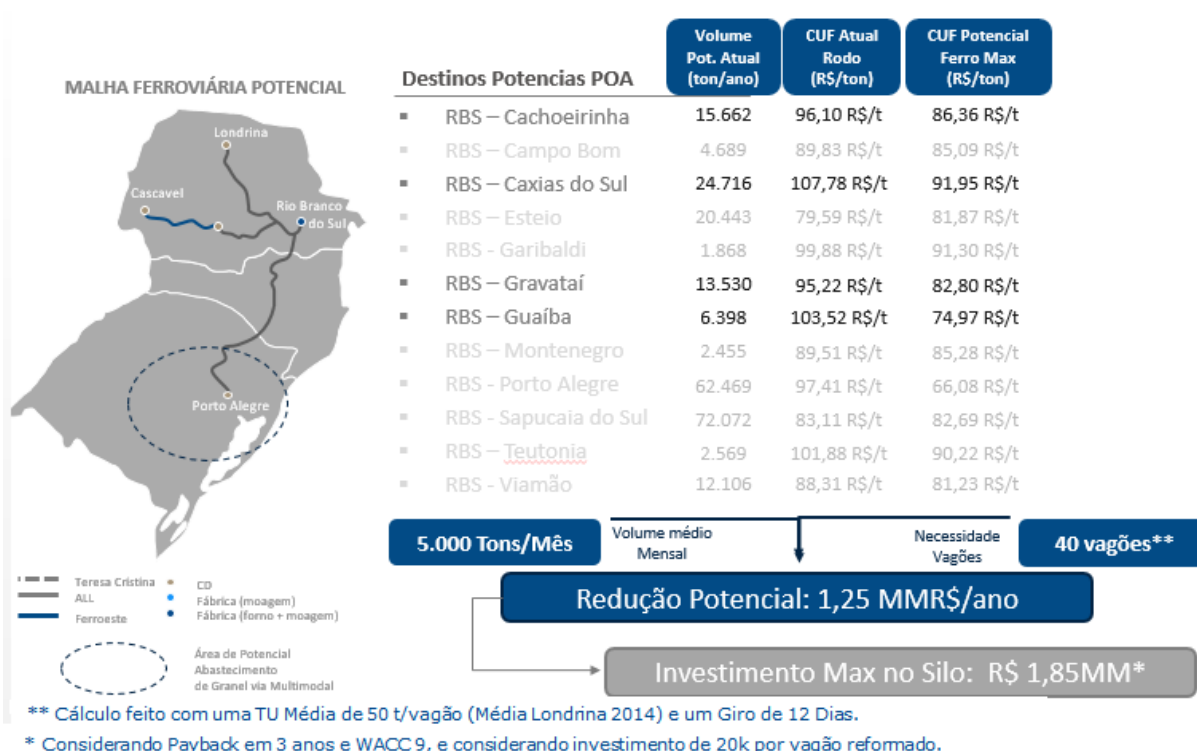 Volume
Pot. Atual
(ton/ano)
CUF Atual
Rodo
(R$/ton)
CUF Potencial
Ferro Max
(R$/ton)
MALHA FERROVIÁRIA POTENCIAL
Destinos Potencias POA
▪ RBS – Cachoeirinha 15.662 96,10 R$/t 86,36 R$/t
▪ RBS – Campo Bom 4.689 89,83 R$/t 85,09 R$/t
▪ RBS – Caxias do Sul 24.716 107,78 R$/t 91,95 R$/t
▪ RBS – Esteio 20.443 79,59 R$/t 81,87 R$/t
▪ RBS - Garibaldi 1.868 99,88 R$/t 91,30 R$/t
▪ RBS – Gravataí 13.530 95,22 R$/t 82,80 R$/t
▪ RBS – Guaíba 6.398 103,52 R$/t 74,97 R$/t
▪ RBS – Montenegro 2.455 89,51 R$/t 85,28 R$/t
▪ RBS - Porto Alegre 62.469 97,41 R$/t 66,08 R$/t
▪ RBS - Sapucaia do Sul 72.072 83,11 R$/t 82,69 R$/t
▪ RBS – Teutonia 2.569 101,88 R$/t 90,22 R$/t
▪ RBS - Viamão 12.106 88,31 R$/t 81,23 R$/t
Londrina
Cascavel
Rio Branco
do Sul
Porto Alegre
5.000 Tons/Mês
Volume médio
Mensal
Necessidade
Vagões
40 vagões**
Redução Potencial: 1,25 MMR$/ano
Investimento Max no Silo: R$ 1,85MM*
Teresa Cristina
ALL
Ferroeste
CD
Fábrica (moagem)
Fábrica (forno + moagem)
Área de Potencial
Abastecimento
de Granel via Multimodal
** Cálculo feito com uma TU Média de 50 t/vagão (Média Londrina 2014) e um Giro de 12 Dias.
* Considerando Payback em 3 anos e WACC 9, e considerando investimento de 20k por vagão reformado.